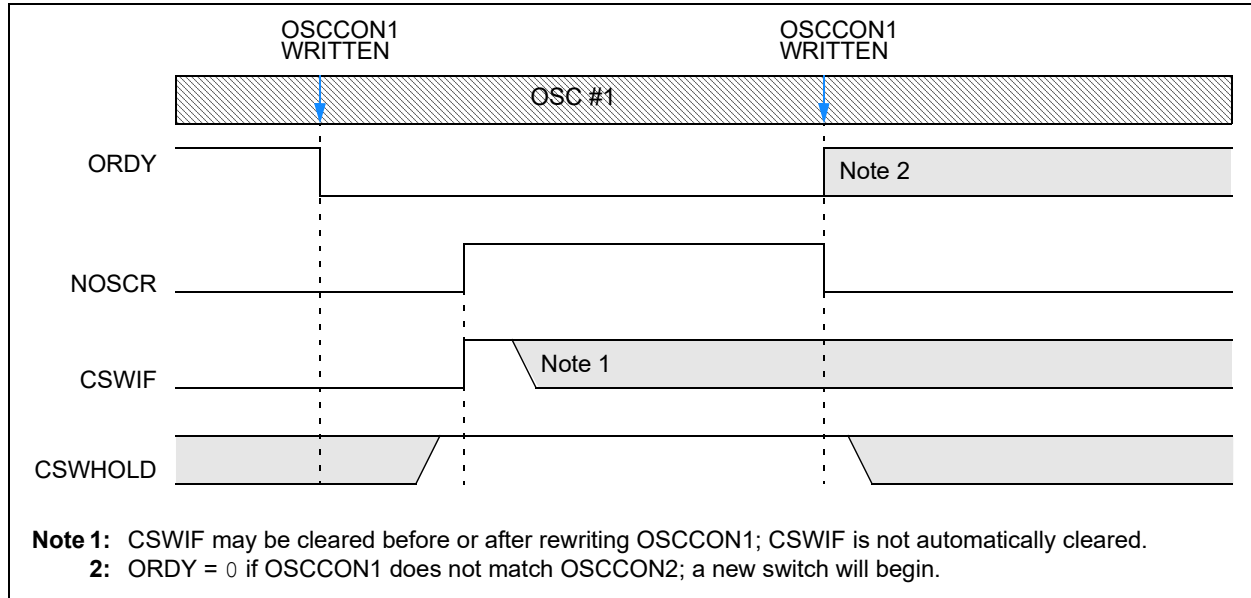 OSCCON1 OSCCON1
WRITTEN WRITTEN
OSC #1
ORDY
Note 2
NOSCR
CSWIF
Note 1
CSWHOLD
Note 1: CSWIF may be cleared before or after rewriting OSCCON1; CSWIF is not automatically cleared.
2: ORDY = 0 if OSCCON1 does not match OSCCON2; a new switch will begin.